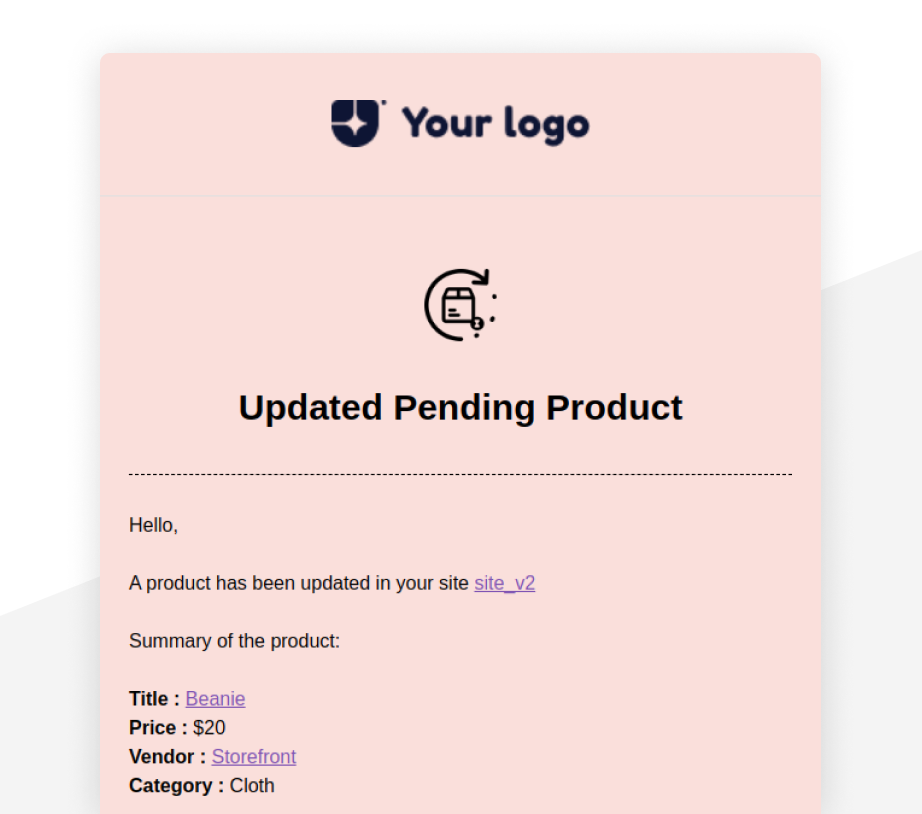 Your logo
Updated Pending Product
Hello,
A product has been updated in your site site_v2
Summary of the product:
Title : Beanie
Price : $20
Vendor : Storefront
Category : Cloth